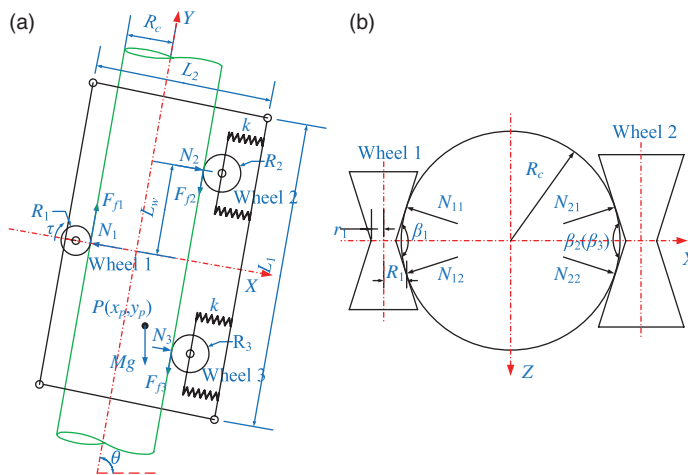 (a)
R_c
Y
L_2
k
N_2
R_2
F_f2
Wheel 2
L_w
F_f1
R_1
τ
N_1
Wheel 1
X
L_1
P(x_p,y_p)
k
N_3
R_3
Mg
Wheel 3
F_f3
θ
(b)
Wheel 1
Wheel 2
R_c
N_11
N_21
r_1
β_1
β_2(β_3)
X
R_1
N_12
N_22
Z